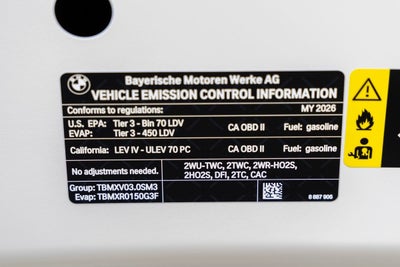 BMW
Bayerische Motoren Werke AG
VEHICLE EMISSION CONTROL INFORMATION
Conforms to regulations: MY 2026
U.S. EPA: Tier 3 - Bin 70 LDV CA OBD II Fuel: gasoline
EVAP: Tier 3 - 450 LDV
California: LEV IV - ULEV 70 PC CA OBD II Fuel: gasoline
No adjustments needed. 2WU-TWC, 2TWC, 2WR-HO2S,
2HO2S, DFI, 2TC, CAC
Group: TBMXV03.0SM3
Evap: TBMXR0150G3F